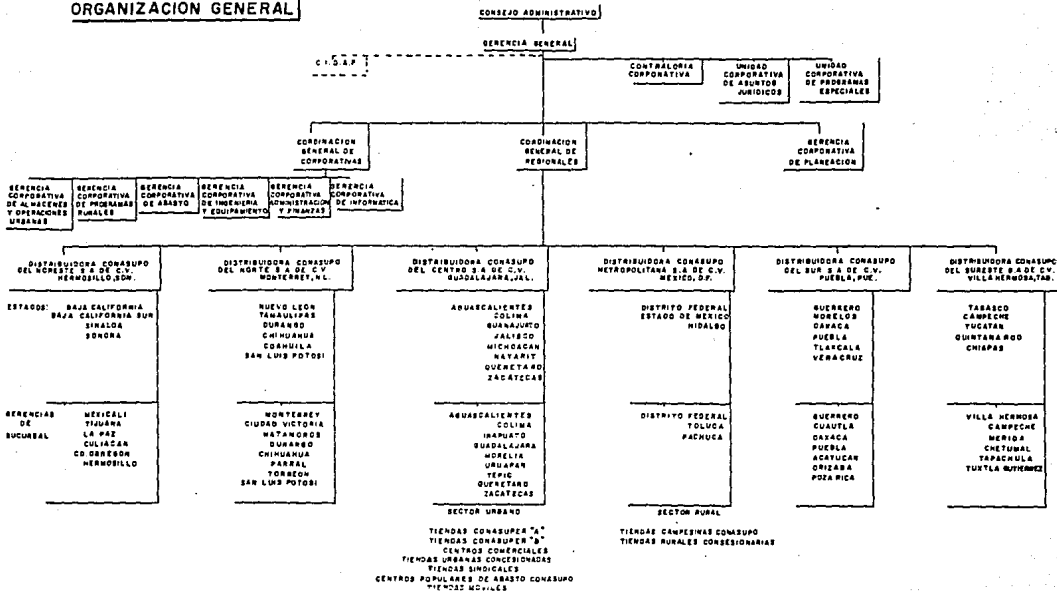 ORGANIZACION GENERAL
CONSEJO ADMINISTRATIVO
GERENCIA GENERAL
CONTRALORIA
CORPORATIVA
UNIDAD
CORPORATIVA
DE ASUNTOS
JURIDICOS
UNIDAD
CORPORATIVA
DE PROGRAMAS
ESPECIALES
CORDINACION
GENERAL DE
CORPORATIVAS
COORDINACION
GENERAL DE
REGIONALES
GERENCIA
CORPORATIVA
DE PLANEACION
GERENCIA
CORPORATIVA
DE ALMACENES
Y OPERACIONES
URBANAS
GERENCIA
CORPORATIVA
DE PROGRAMAS
RURALES
GERENCIA
CORPORATIVA
DE ABASTO
GERENCIA
CORPORATIVA
DE INGENIERIA
Y EQUIPAMIENTO
GERENCIA
CORPORATIVA
ADMINISTRACION
Y FINANZAS
GERENCIA
CORPORATIVA
DE INFORMATICA
DISTRIBUIDORA CONASUPO
DEL NOROESTE S A DE C.V.
HERMOSILLO, SON.
DISTRIBUIDORA CONASUPO
DEL NORTE S A DE C V
MONTERREY, N L.
DISTRIBUIDORA CONASUPO
DEL CENTRO S A DE C.V.
GUADALAJARA, JAL.
DISTRIBUIDORA CONASUPO
METROPOLITANA S.A DE C.V.
MEXICO, D.F.
DISTRIBUIDORA CONASUPO
DEL SUR S A DE C.V.
PUEBLA, PUE.
DISTRIBUIDORA CONASUPO
DEL SURESTE S A DE C.V.
VILLA HERMOSA, TAB.
ESTADOS:
BAJA CALIFORNIA
BAJA CALIFORNIA SUR
SINALOA
SONORA
NUEVO LEON
TAMAULIPAS
DURANGO
CHIHUAHUA
COAHUILA
SAN LUIS POTOSI
AGUASCALIENTES
COLIMA
GUANAJUATO
JALISCO
MICHOACAN
NAYARIT
QUERETARO
ZACATECAS
DISTRITO FEDERAL
ESTADO DE MEXICO
HIDALGO
GUERRERO
MORELOS
OAXACA
PUEBLA
TLAXCALA
VERACRUZ
TABASCO
CAMPECHE
YUCATAN
QUINTANA ROO
CHIAPAS
GERENCIAS
DE
SUCURSAL
MEXICALI
TIJUANA
LA PAZ
CULIACAN
CD. OBREGON
HERMOSILLO
MONTERREY
CIUDAD VICTORIA
MATAMOROS
DURANGO
CHIHUAHUA
PARRAL
TORREON
SAN LUIS POTOSI
AGUASCALIENTES
COLIMA
IRAPUATO
GUADALAJARA
MORELIA
URUAPAN
TEPIC
QUERETARO
ZACATECAS
DISTRITO FEDERAL
TOLUCA
PACHUCA
GUERRERO
CUAUTLA
OAXACA
PUEBLA
ACAYUCAN
ORIZABA
POZA RICA
VILLA HERMOSA
CAMPECHE
MERIDA
CHETUMAL
TAPACHULA
TUXTLA GUTIERREZ
SECTOR URBANO
TIENDAS CONASUPER "A"
TIENDAS CONASUPER "B"
CENTROS COMERCIALES
TIENDAS URBANAS CONCESIONADAS
TIENDAS SINDICALES
CENTROS POPULARES DE ABASTO CONASUPO
TIENDAS MOVILES
SECTOR RURAL
TIENDAS CAMPESINAS CONASUPO
TIENDAS RURALES CONSESIONARIAS